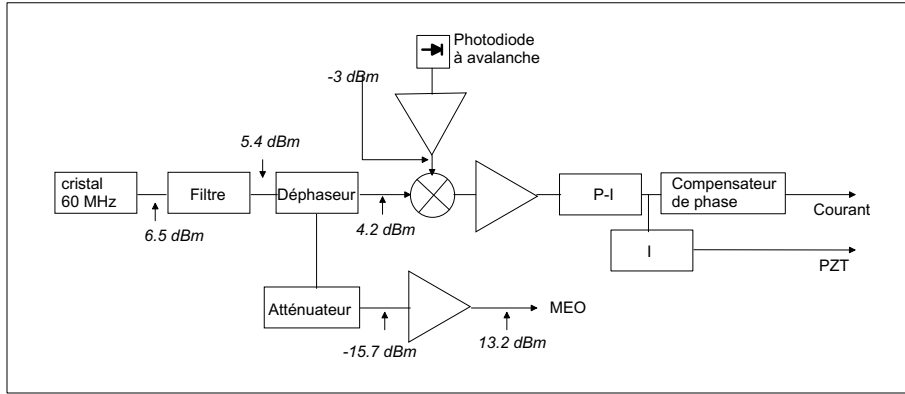 Photodiode
à avalanche
-3 dBm
5.4 dBm
cristal
60 MHz
Filtre
Déphaseur
P-I
Compensateur
de phase
Courant
6.5 dBm
4.2 dBm
I
PZT
Atténuateur
MEO
-15.7 dBm
13.2 dBm